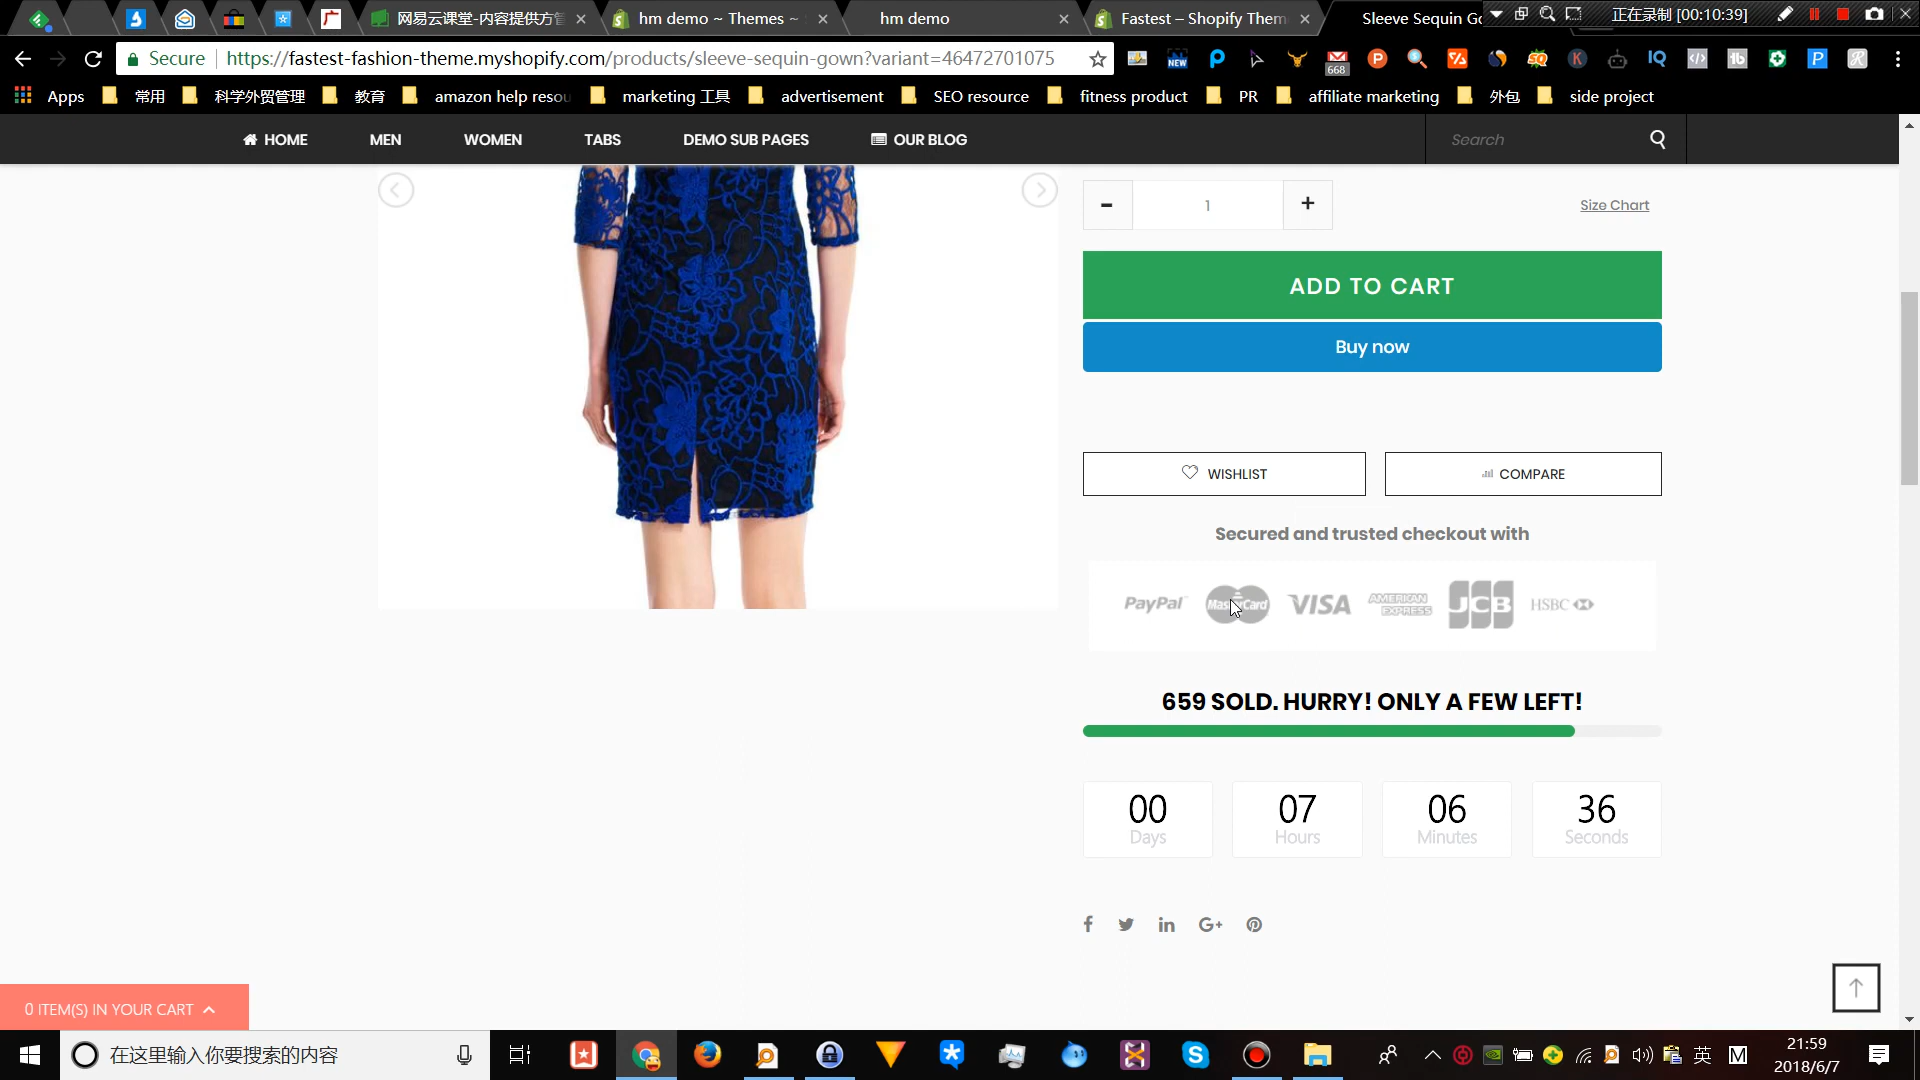 网易云课堂-内容提供方管
hm demo ~ Themes ~
hm demo
Fastest – Shopify Them
Sleeve Sequin Go
正在录制 [00:10:39]
Secure
https://fastest-fashion-theme.myshopify.com/products/sleeve-sequin-gown?variant=46472701075
NEW
668
IQ
Apps
常用
科学外贸管理
教育
amazon help resou
marketing 工具
advertisement
SEO resource
fitness product
PR
affiliate marketing
外包
side project
HOME
MEN
WOMEN
TABS
DEMO SUB PAGES
OUR BLOG
Search
- 1 +
Size Chart
ADD TO CART
Buy now
WISHLIST
COMPARE
Secured and trusted checkout with
PayPal MasterCard VISA AMERICAN EXPRESS JCB HSBC
659 SOLD. HURRY! ONLY A FEW LEFT!
00 07 06 36
Days Hours Minutes Seconds
0 ITEM(S) IN YOUR CART
在这里输入你要搜索的内容
英
M
21:59
2018/6/7